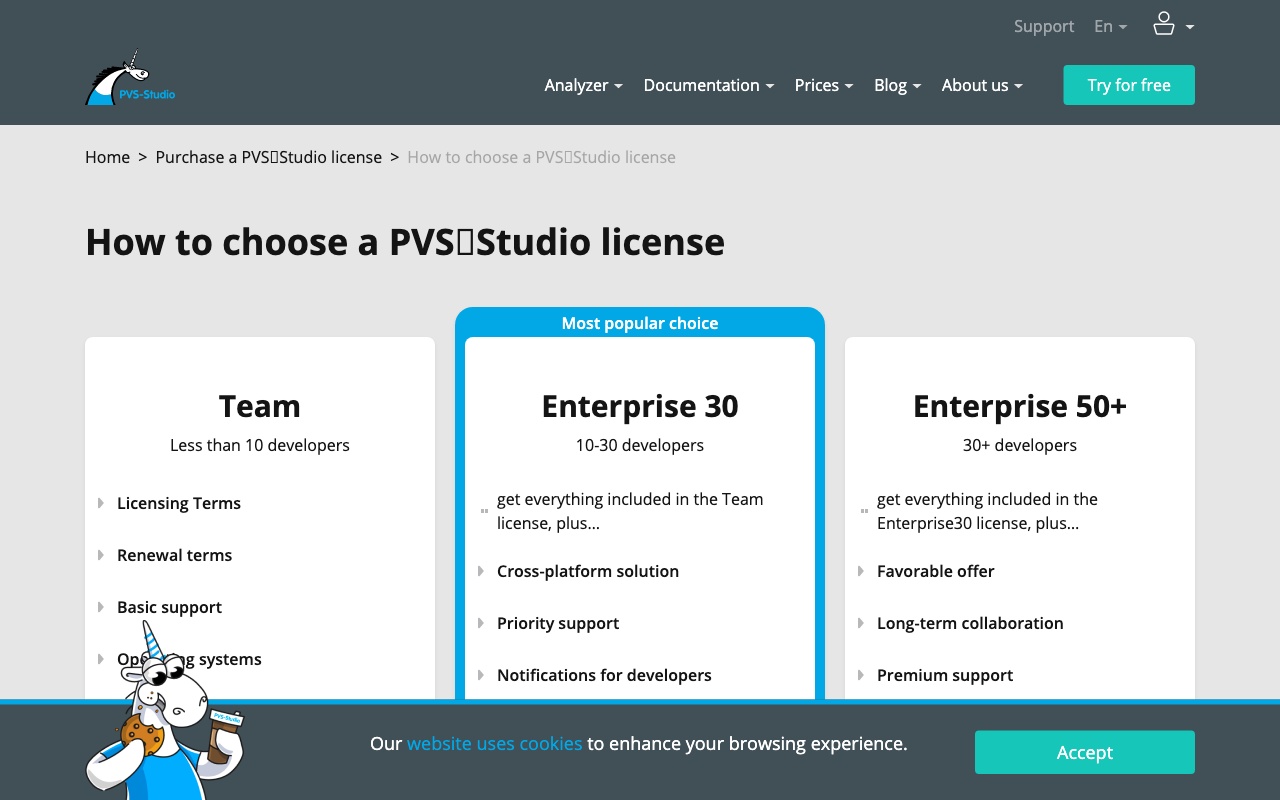 Support En
PVS-Studio
Analyzer Documentation Prices Blog About us Try for free
Home > Purchase a PVS▯Studio license > How to choose a PVS▯Studio license
How to choose a PVS▯Studio license
Most popular choice
Team
Less than 10 developers
Licensing Terms
Renewal terms
Basic support
Operating systems
Enterprise 30
10-30 developers
get everything included in the Team
license, plus...
Cross-platform solution
Priority support
Notifications for developers
Enterprise 50+
30+ developers
get everything included in the
Enterprise30 license, plus...
Favorable offer
Long-term collaboration
Premium support
PVS-Studio
Our website uses cookies to enhance your browsing experience.
Accept